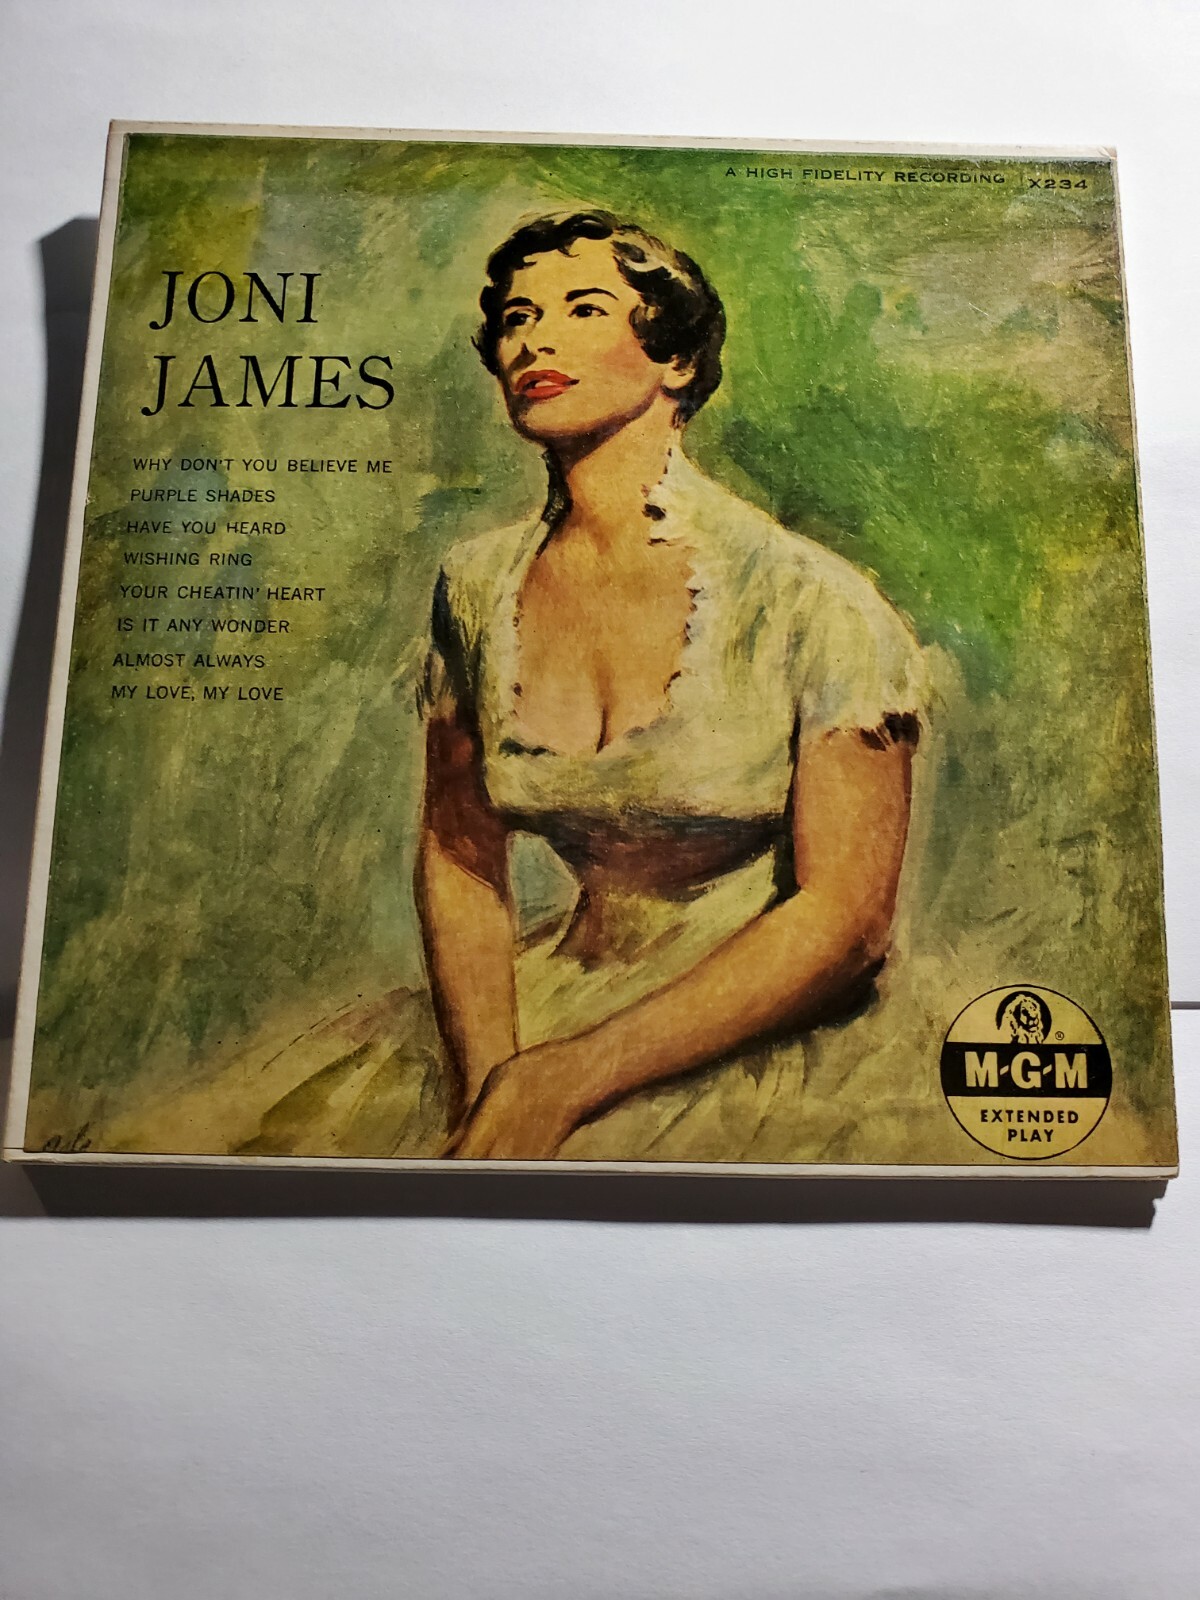 A HIGH FIDELITY RECORDING X234
JONI
JAMES
WHY DON'T YOU BELIEVE ME
PURPLE SHADES
HAVE YOU HEARD
WISHING RING
YOUR CHEATIN' HEART
IS IT ANY WONDER
ALMOST ALWAYS
MY LOVE, MY LOVE
®
M-G-M
EXTENDED
PLAY